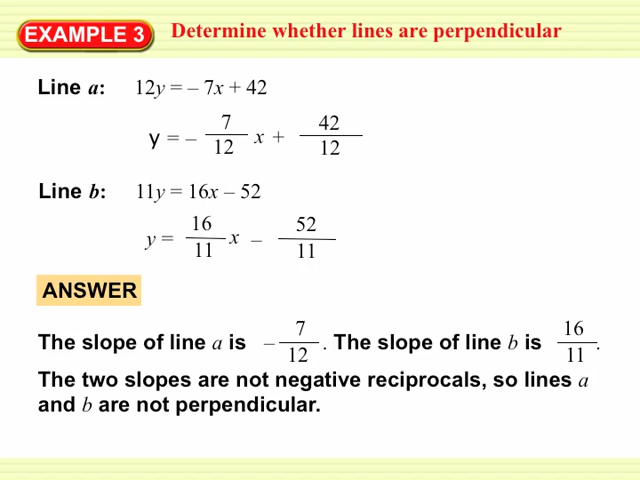 EXAMPLE 3 Determine whether lines are perpendicular
Line a: 12y = – 7x + 42
y = – 7/12 x + 42/12
Line b: 11y = 16x – 52
y = 16/11 x – 52/11
ANSWER
The slope of line a is – 7/12 . The slope of line b is 16/11 .
The two slopes are not negative reciprocals, so lines a
and b are not perpendicular.